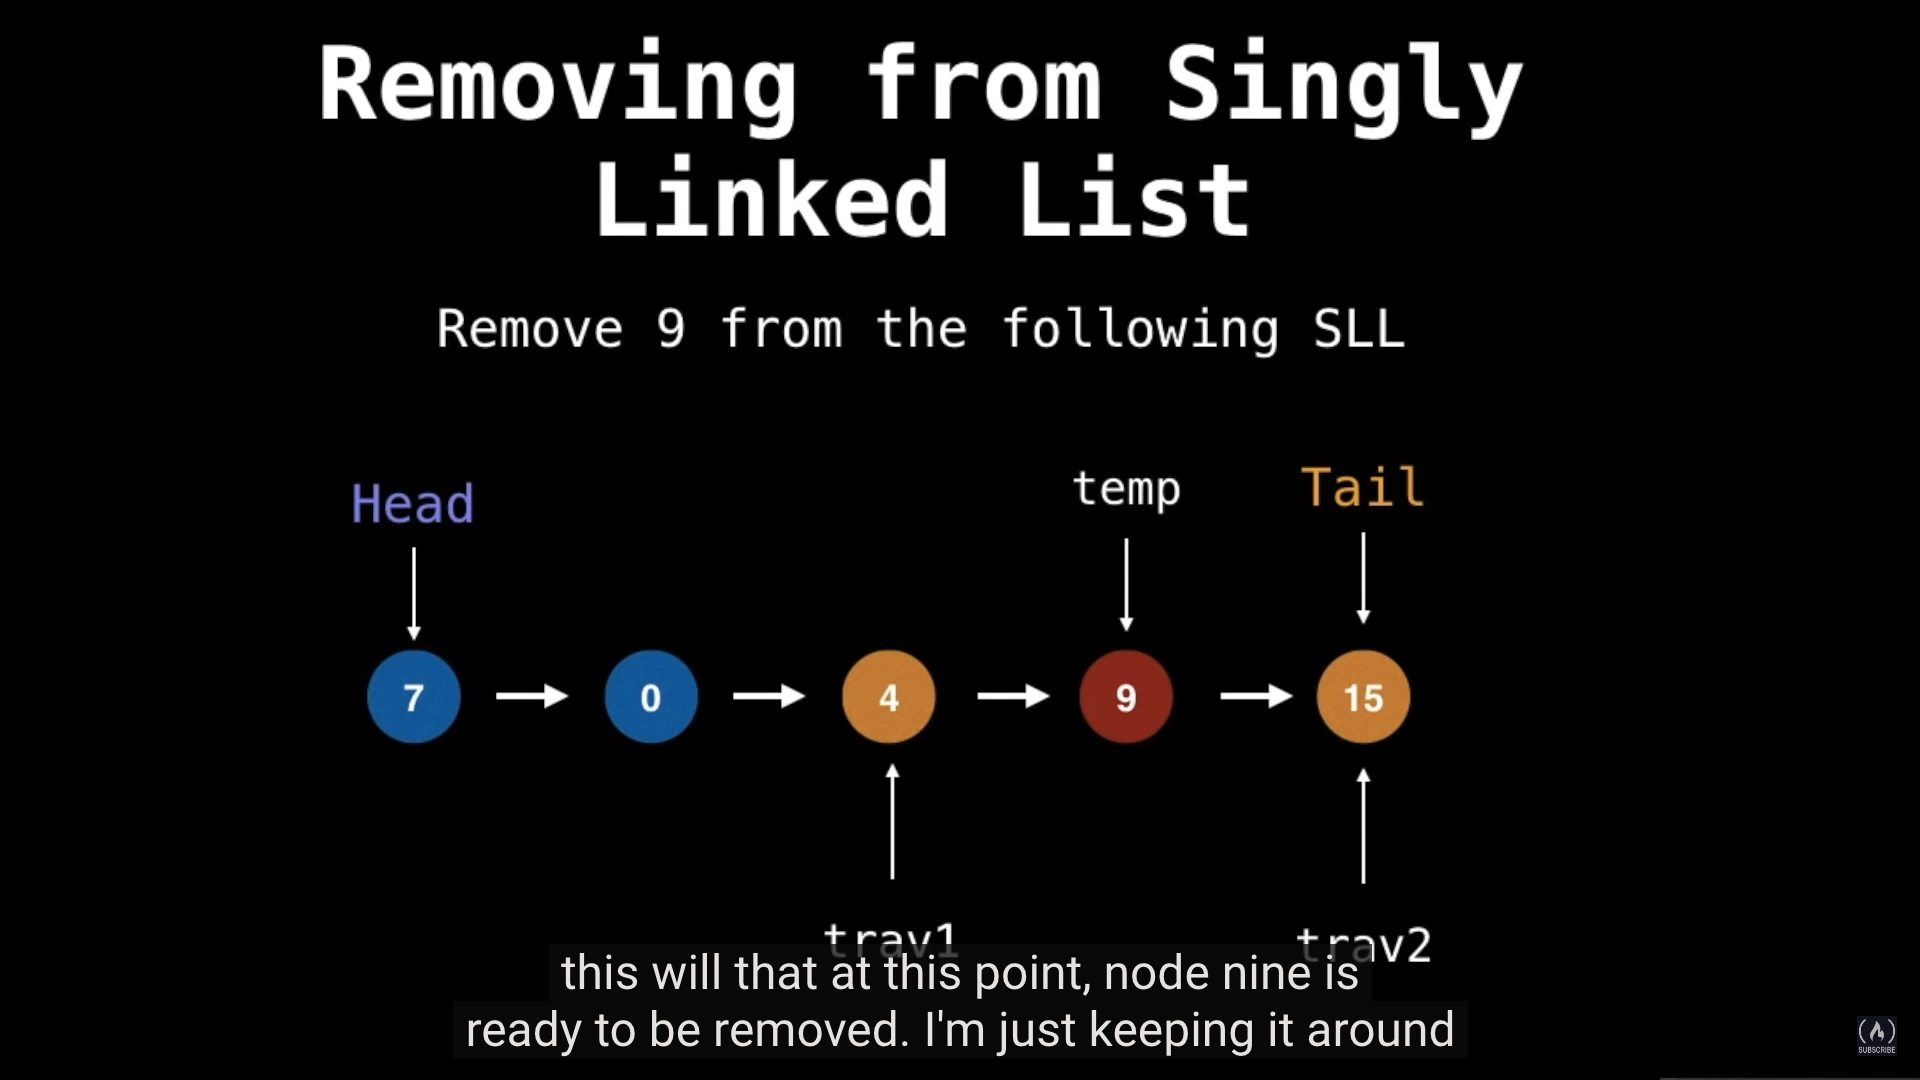 Removing from Singly
Linked List
Remove 9 from the following SLL
Head
temp
Tail
7
0
4
9
15
trav1
trav2
this will that at this point, node nine is
ready to be removed. I'm just keeping it around
SUBSCRIBE